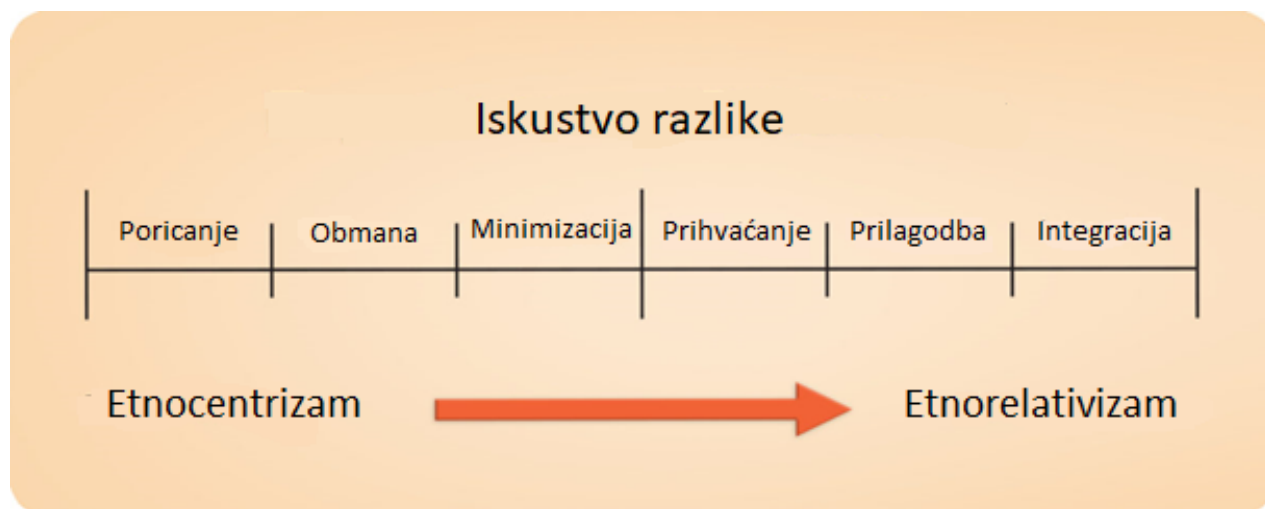 Iskustvo razlike
Poricanje Obmana Minimizacija Prihvaćanje Prilagodba Integracija
Etnocentrizam Etnorelativizam